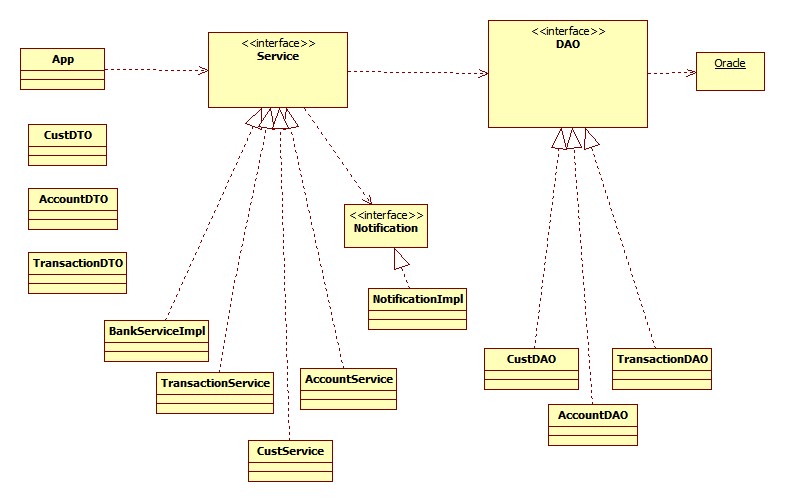 App
<<interface>>
Service
<<interface>>
DAO
Oracle
CustDTO
AccountDTO
TransactionDTO
<<interface>>
Notification
NotificationImpl
BankServiceImpl
TransactionService
AccountService
CustService
CustDAO
TransactionDAO
AccountDAO